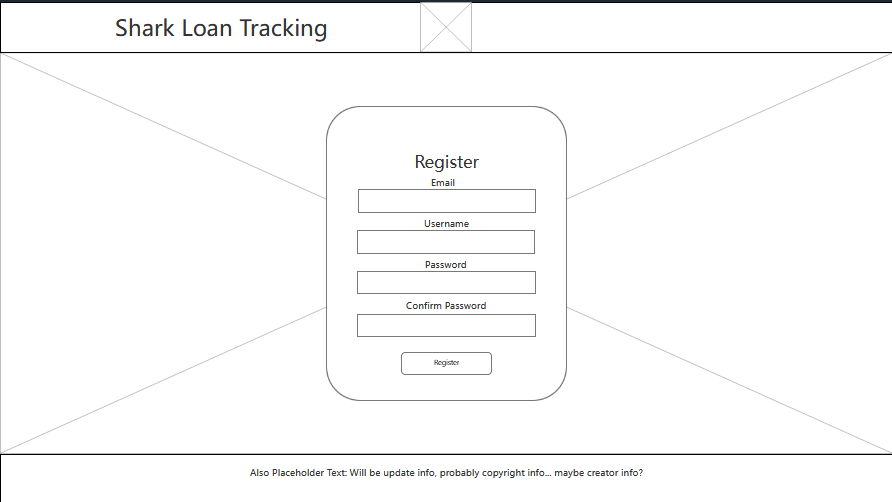 Shark Loan Tracking
Register
Email
Username
Password
Confirm Password
Register
Also Placeholder Text: Will be update info, probably copyright info... maybe creator info?